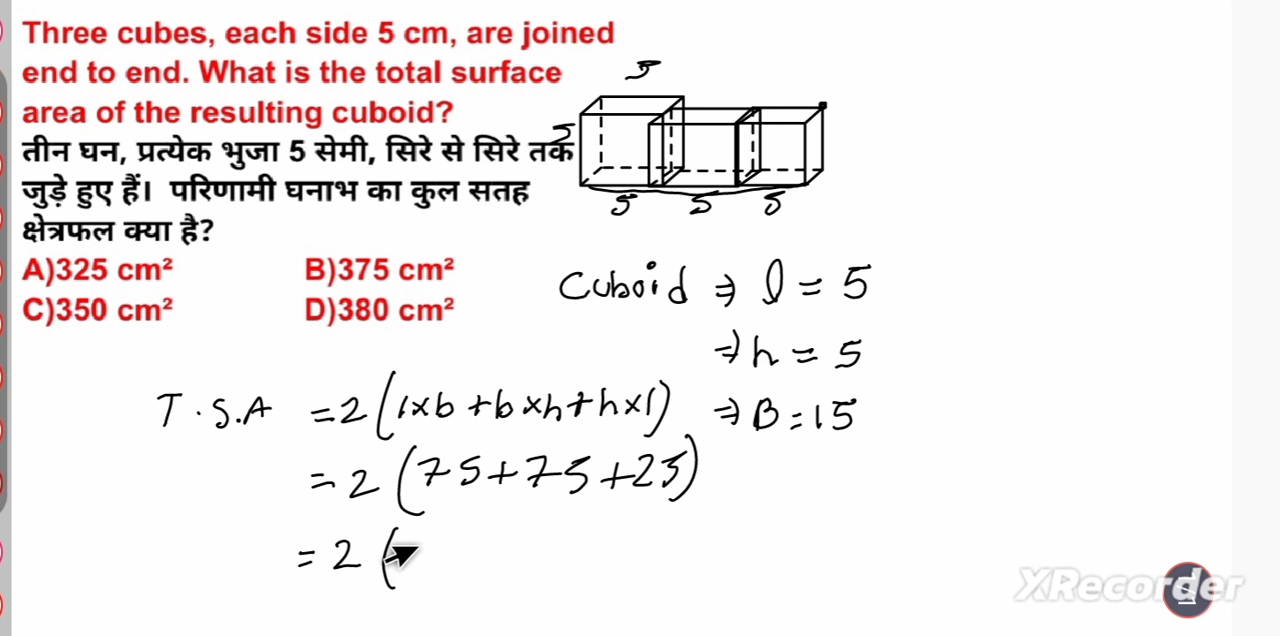 Three cubes, each side 5 cm, are joined
end to end. What is the total surface
area of the resulting cuboid?
तीन घन, प्रत्येक भुजा 5 सेमी, सिरे से सिरे तक
जुड़े हुए हैं। परिणामी घनाभ का कुल सतह
क्षेत्रफल क्या है?
A)325 cm² B)375 cm²
C)350 cm² D)380 cm²
5
5
5 5 5
Cuboid ⇒ l = 5
⇒ h = 5
⇒ B = 15
T.S.A = 2 (l×b + b×h + h×l)
= 2 (75+75+25)
= 2 (
XRecorder